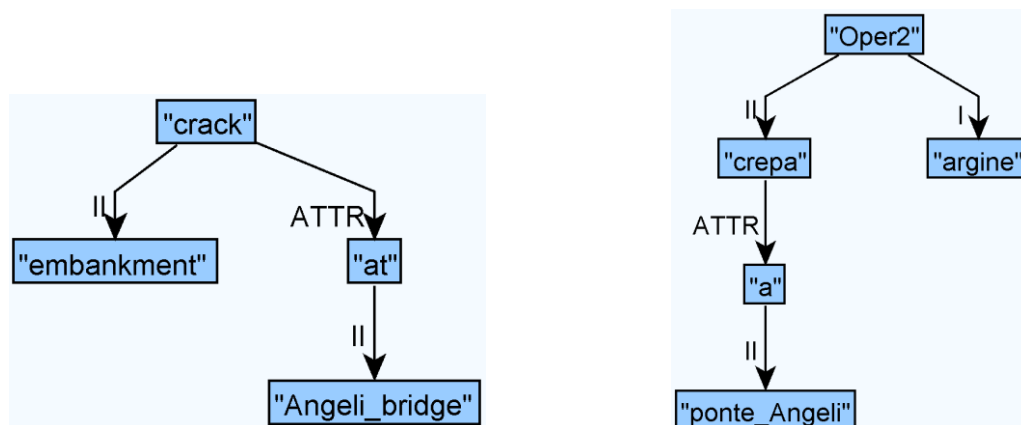 "crack"
II
ATTR
"embankment"
"at"
II
"Angeli_bridge"
"Oper2"
II
I
"crepa"
"argine"
ATTR
"a"
II
"ponte_Angeli"